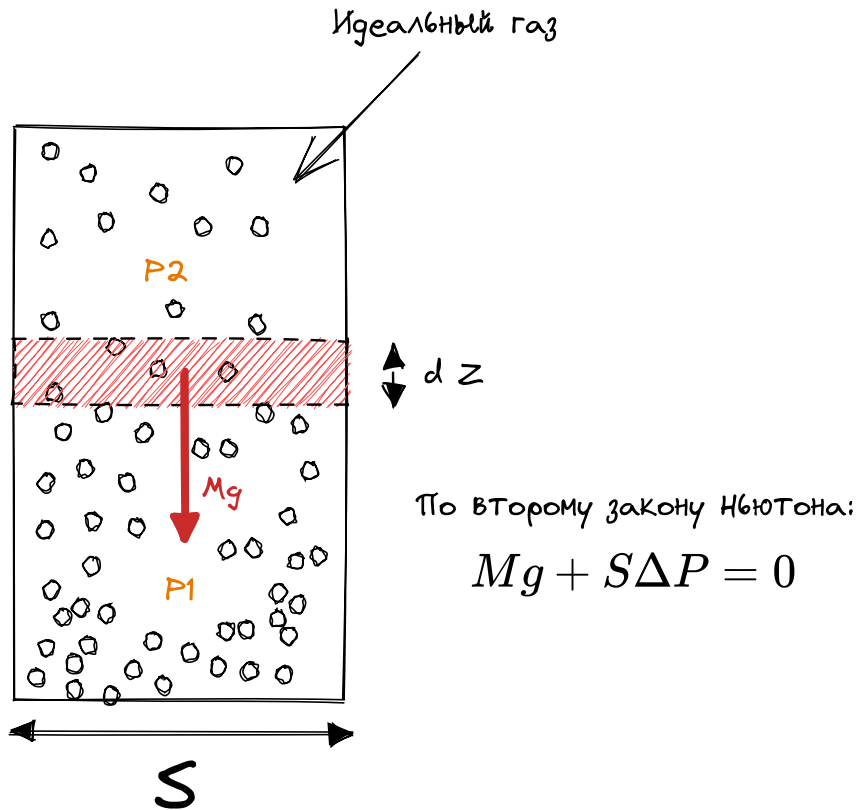 Идеальный газ
P2
d z
Mg
По второму закону Ньютона:
Mg + SΔP = 0
P1
S